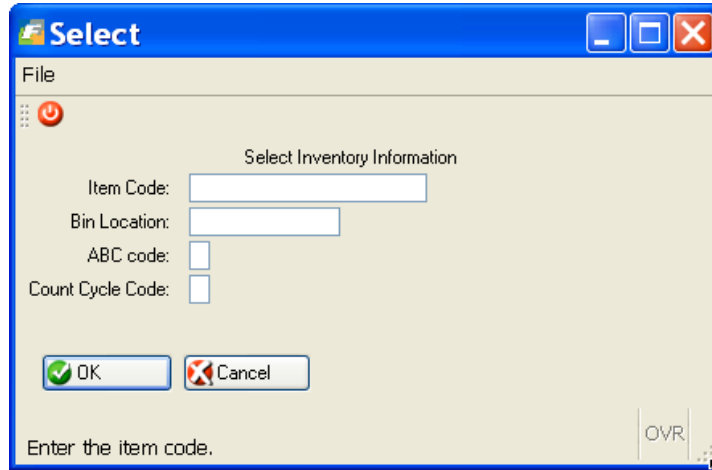 Select
File
Select Inventory Information
Item Code:
Bin Location:
ABC code:
Count Cycle Code:
OK Cancel
Enter the item code. OVR